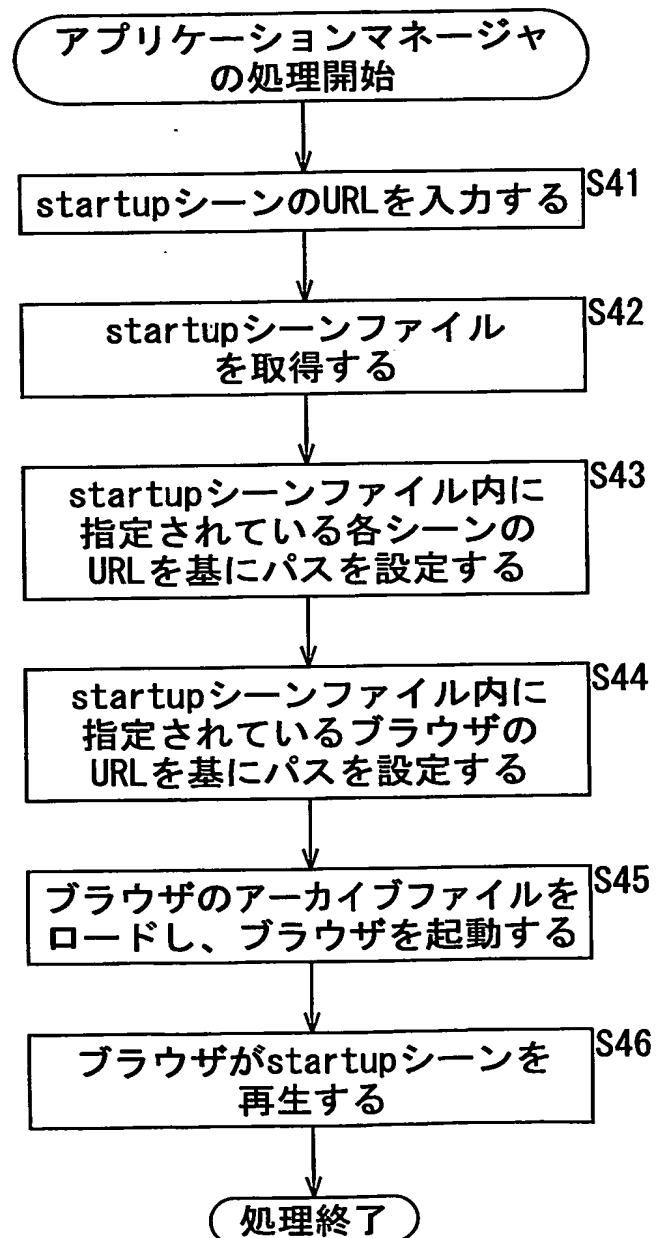 アプリケーションマネージャ
の処理開始
startupシーンのURLを入力する
S41
startupシーンファイル
を取得する
S42
startupシーンファイル内に
指定されている各シーンの
URLを基にパスを設定する
S43
startupシーンファイル内に
指定されているブラウザの
URLを基にパスを設定する
S44
ブラウザのアーカイブファイルを
ロードし、ブラウザを起動する
S45
ブラウザがstartupシーンを
再生する
S46
処理終了